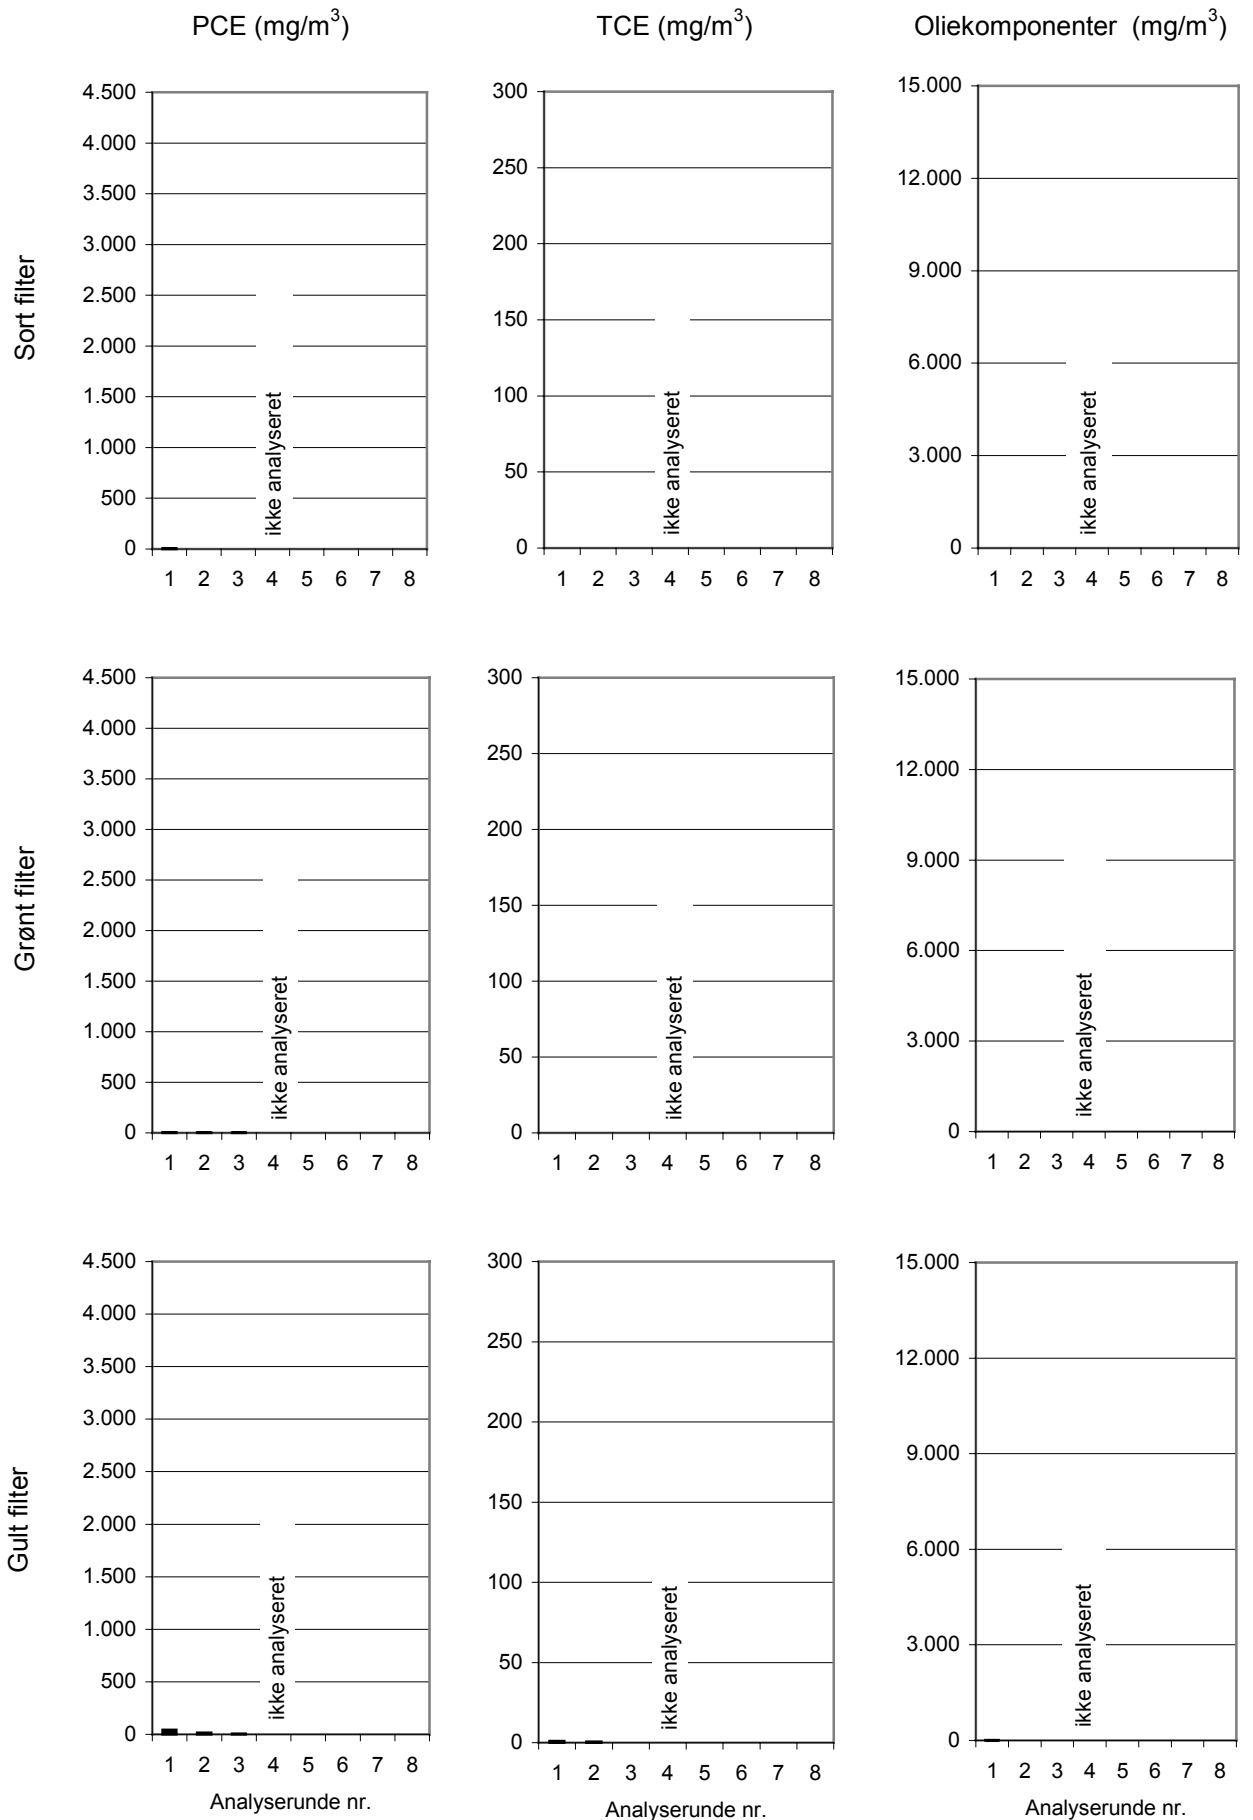 PCE (mg/m³) TCE (mg/m³) Oliekomponenter (mg/m³)
Sort filter
4.500
4.000
3.500
3.000
2.500
2.000
1.500
1.000
500
0
ikke analyseret
1 2 3 4 5 6 7 8
300
250
200
150
100
50
0
ikke analyseret
1 2 3 4 5 6 7 8
15.000
12.000
9.000
6.000
3.000
0
ikke analyseret
1 2 3 4 5 6 7 8
Grønt filter
4.500
4.000
3.500
3.000
2.500
2.000
1.500
1.000
500
0
ikke analyseret
1 2 3 4 5 6 7 8
300
250
200
150
100
50
0
ikke analyseret
1 2 3 4 5 6 7 8
15.000
12.000
9.000
6.000
3.000
0
ikke analyseret
1 2 3 4 5 6 7 8
Gult filter
4.500
4.000
3.500
3.000
2.500
2.000
1.500
1.000
500
0
ikke analyseret
1 2 3 4 5 6 7 8
Analyserunde nr.
300
250
200
150
100
50
0
ikke analyseret
1 2 3 4 5 6 7 8
Analyserunde nr.
15.000
12.000
9.000
6.000
3.000
0
ikke analyseret
1 2 3 4 5 6 7 8
Analyserunde nr.